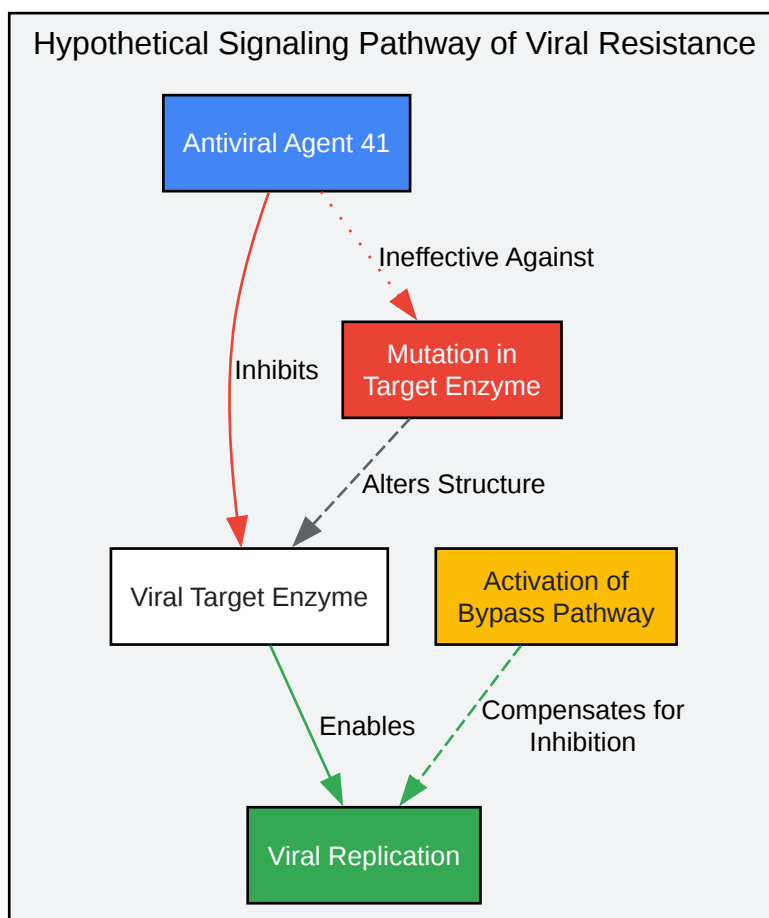 Hypothetical Signaling Pathway of Viral Resistance
Antiviral Agent 41
Ineffective Against
Mutation in
Target Enzyme
Inhibits
Alters Structure
Viral Target Enzyme
Activation of
Bypass Pathway
Enables
Compensates for
Inhibition
Viral Replication